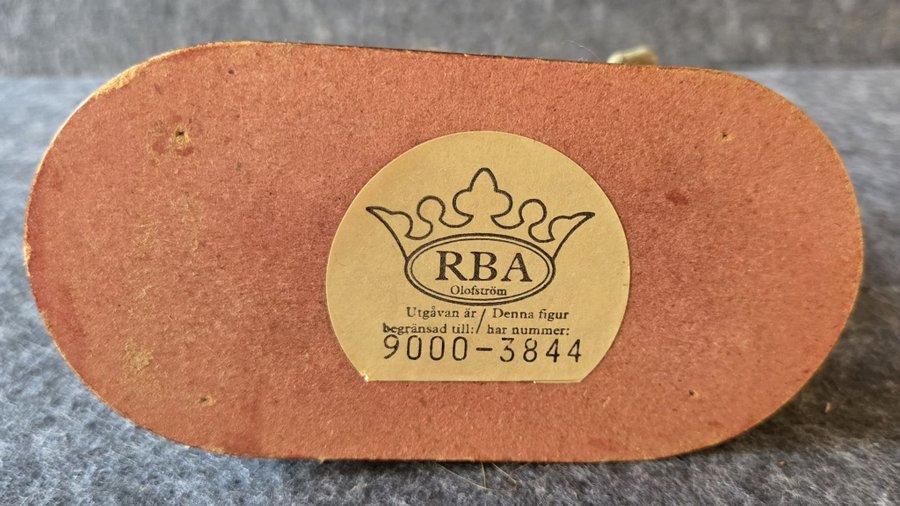 RBA
Olofström
Utgåvan är / Denna figur
begränsad till: / har nummer:
9000-3844